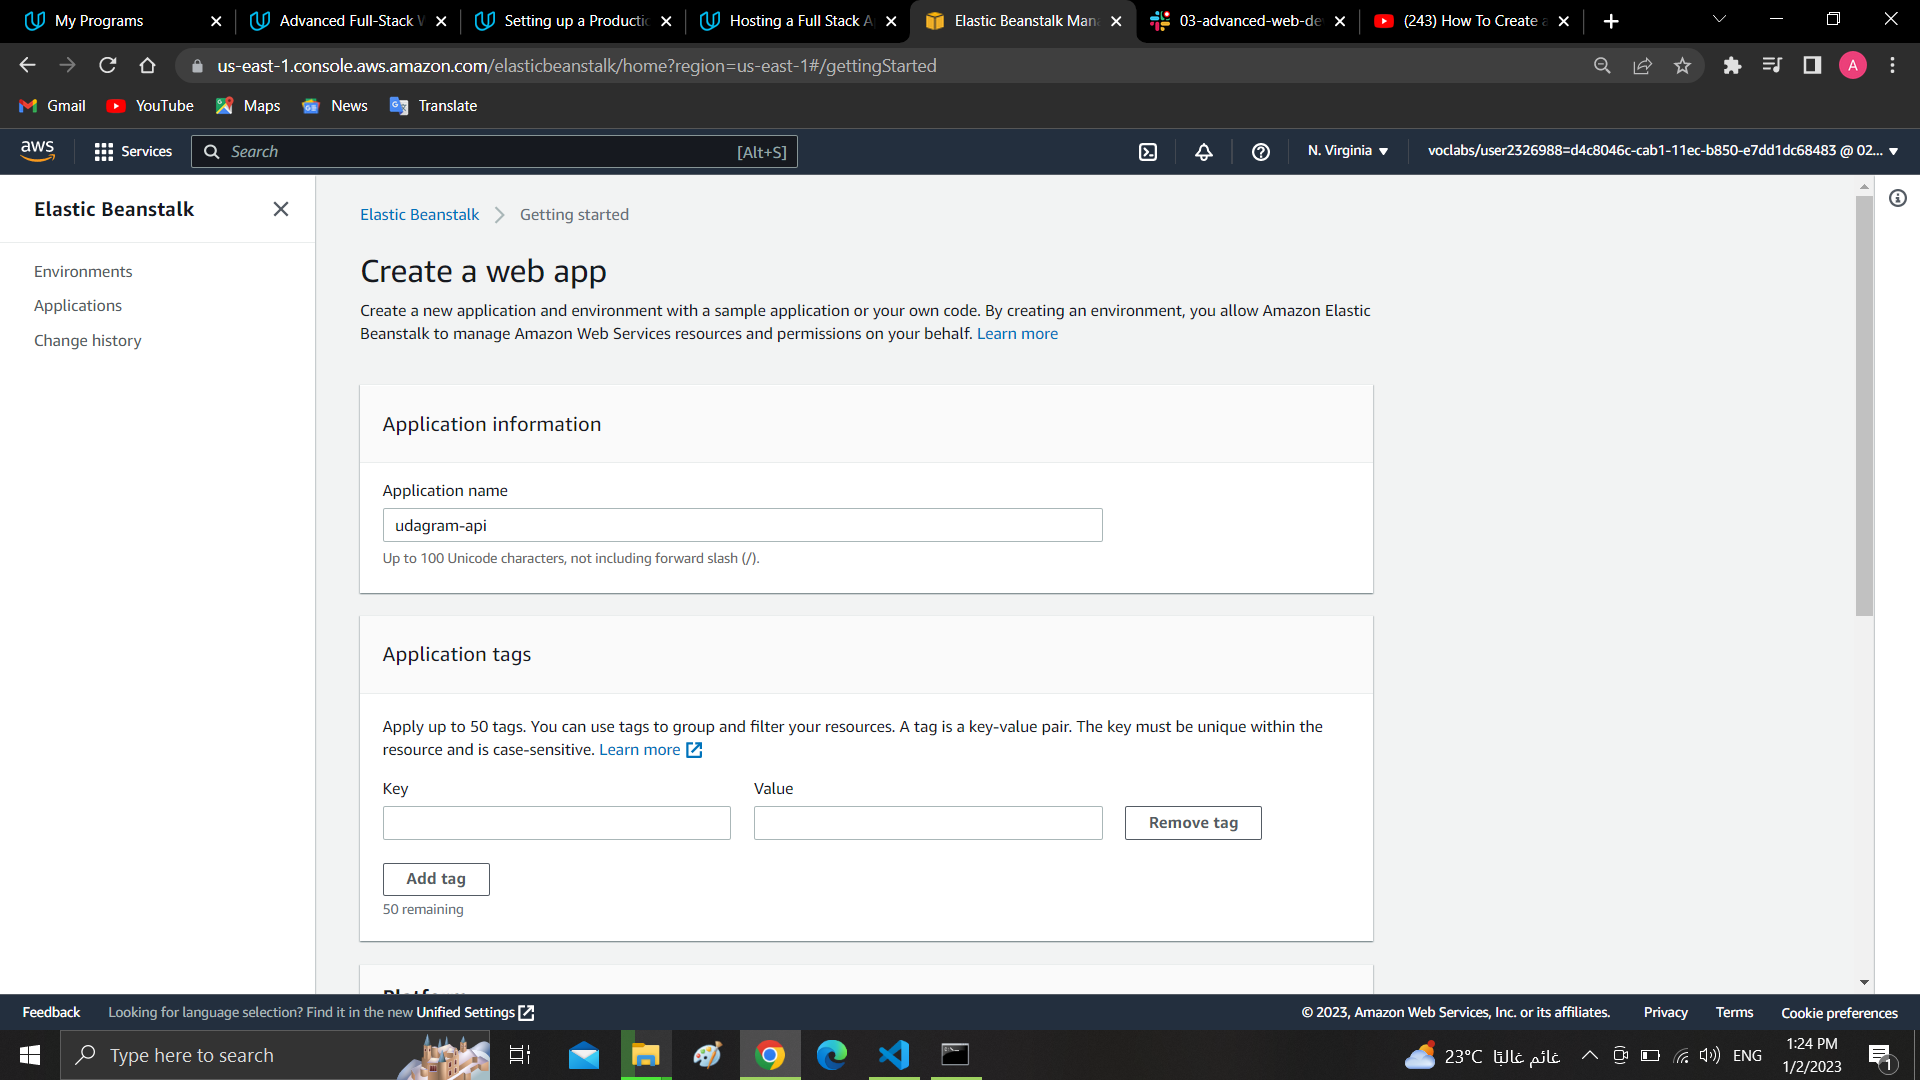 My Programs
Advanced Full-Stack
Setting up a Producti
Hosting a Full Stack A
Elastic Beanstalk Man
03-advanced-web-de
(243) How To Create
us-east-1.console.aws.amazon.com/elasticbeanstalk/home?region=us-east-1#/gettingStarted
A
Gmail
YouTube
Maps
News
Translate
aws
Services
Search
[Alt+S]
N. Virginia
voclabs/user2326988=d4c8046c-cab1-11ec-b850-e7dd1dc68483 @ 02...
Elastic Beanstalk
Environments
Applications
Change history
Elastic Beanstalk
Getting started
Create a web app
Create a new application and environment with a sample application or your own code. By creating an environment, you allow Amazon Elastic
Beanstalk to manage Amazon Web Services resources and permissions on your behalf. Learn more
Application information
Application name
udagram-api
Up to 100 Unicode characters, not including forward slash (/).
Application tags
Apply up to 50 tags. You can use tags to group and filter your resources. A tag is a key-value pair. The key must be unique within the
resource and is case-sensitive. Learn more
Key
Value
Remove tag
Add tag
50 remaining
Platform
Feedback
Looking for language selection? Find it in the new Unified Settings
© 2023, Amazon Web Services, Inc. or its affiliates.
Privacy
Terms
Cookie preferences
Type here to search
23°C غائم غالبًا
ENG
1:24 PM
1/2/2023
1